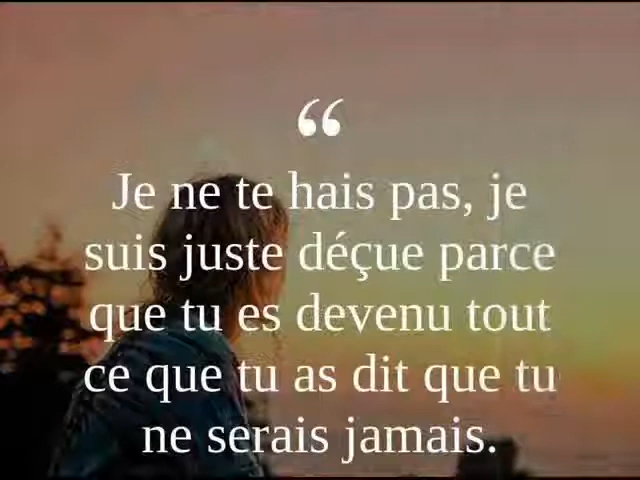 “
Je ne te hais pas, je
suis juste déçue parce
que tu es devenu tout
ce que tu as dit que tu
ne serais jamais.